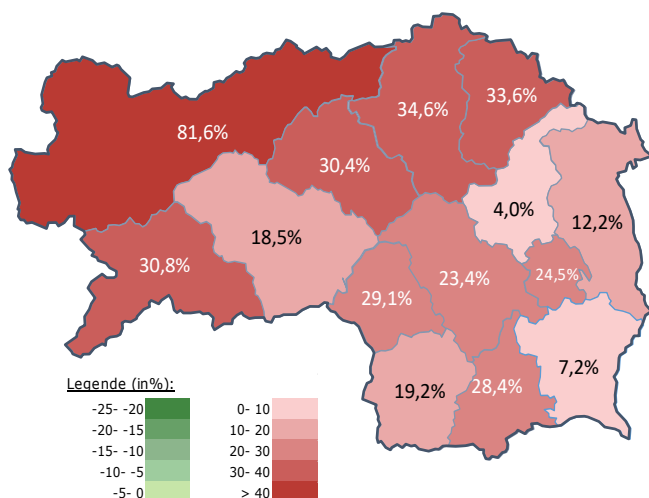 33,6%
34,6%
81,6%
30,4%
4,0%
12,2%
18,5%
30,8%
23,4%
24,5%
29,1%
7,2%
19,2%
28,4%
Legende (in%):
-25- -20 0- 10
-20- -15 10- 20
-15- -10 20- 30
-10- -5 30- 40
-5- 0 > 40